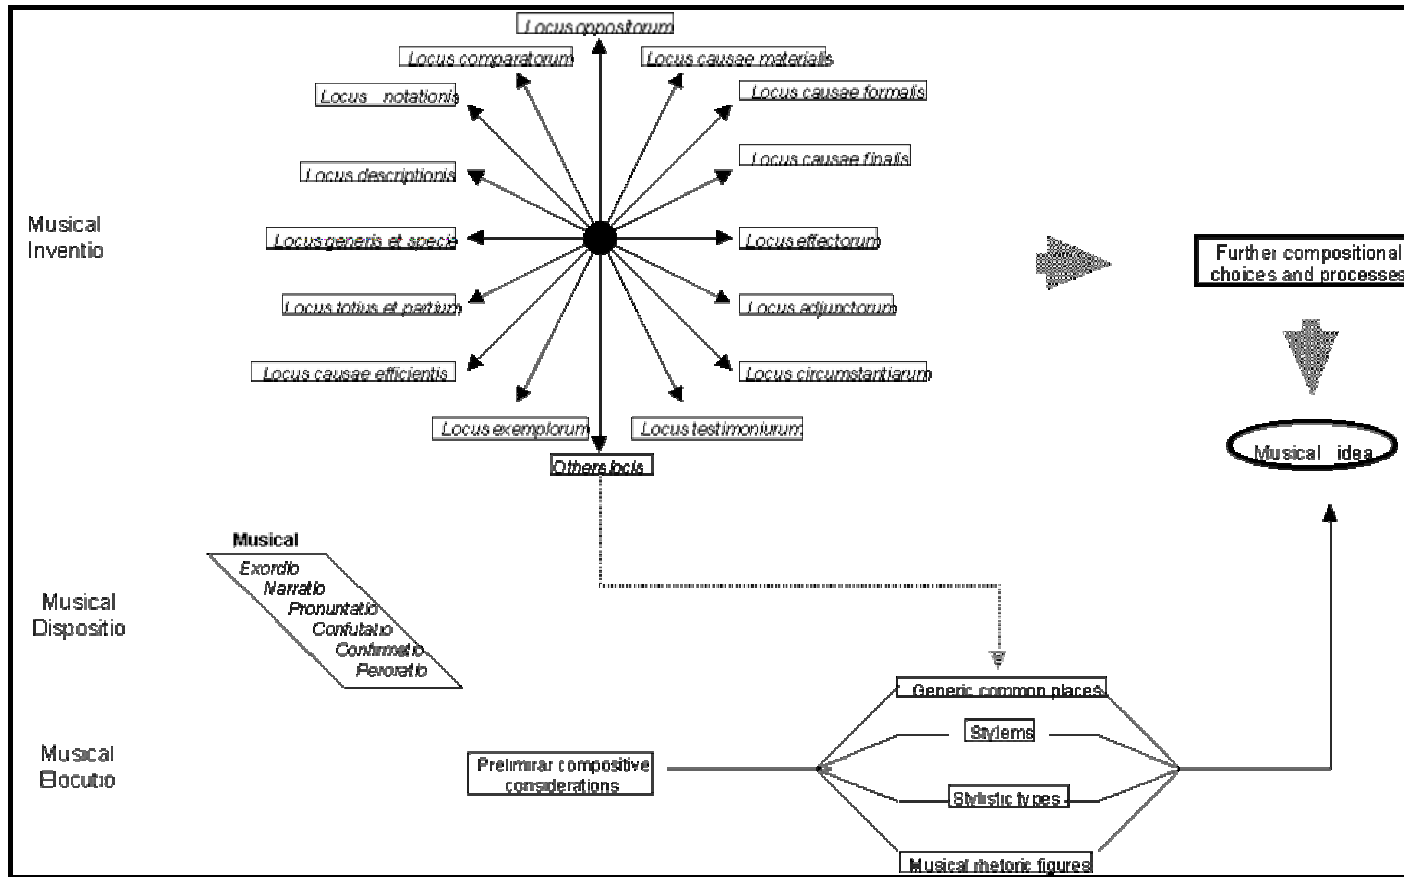 Locus oppositorum
Locus comparatorum
Locus causae materialis
Locus notationis
Locus causae formalis
Locus descriptionis
Locus causae finalis
Musical
Inventio
Locus generis et specie
Locus effectorum
Further compositional
choices and processes
Locus totius et partium
Locus adjunctorum
Locus causae efficientis
Locus circumstantiarum
Locus exemplorum
Locus testimoniurum
Others locis
Musical idea
Musical
Exordio
Narratio
Pronuntatio
Confutatio
Confirmatio
Peroratio
Musical
Dispositio
Generic common places
Stylems
Musical
Elocutio
Preliminar compositive
considerations
Stylistic types
Musical rhetoric figures